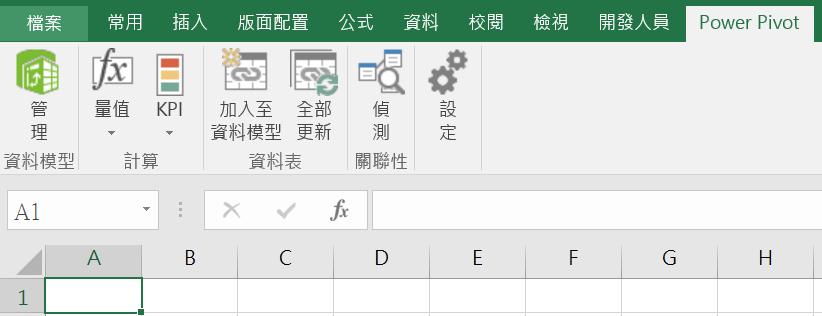 檔案 常用 插入 版面配置 公式 資料 校閱 檢視 開發人員 Power Pivot
管理 量值 KPI 加入至資料模型 全部更新 偵測 設定
資料模型 計算 資料表 關聯性
A1 fx
A B C D E F G H
1